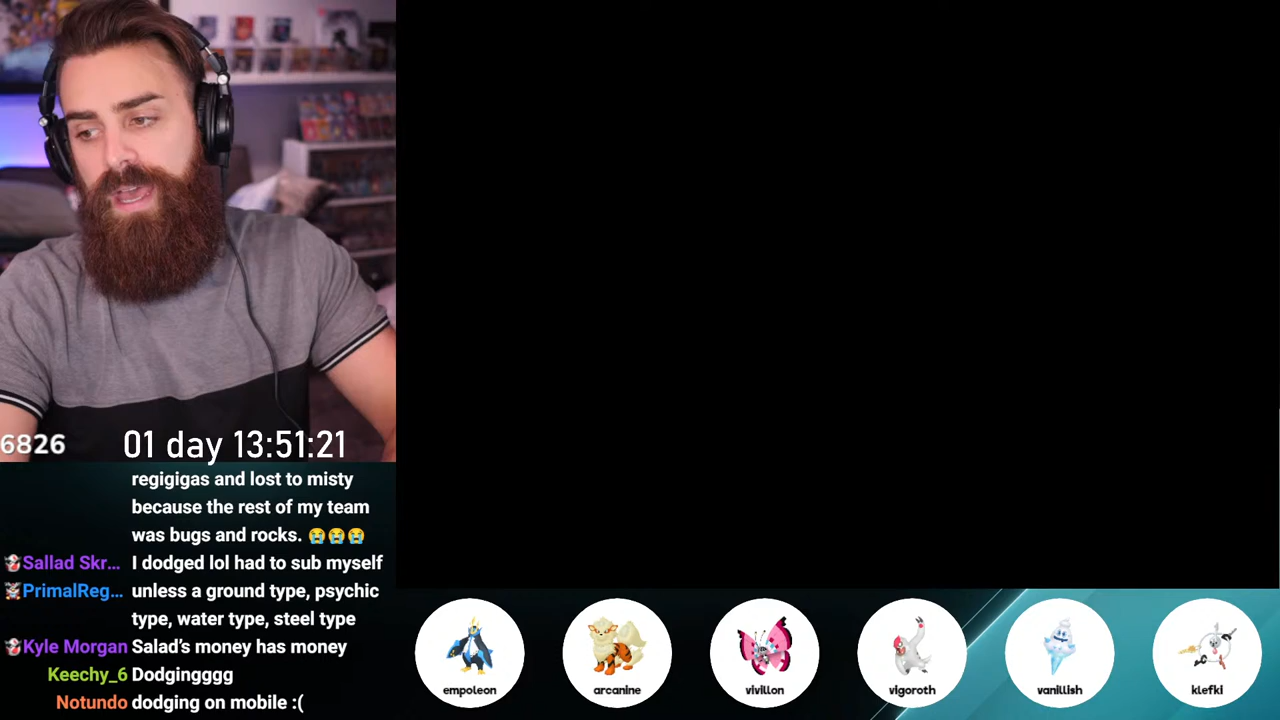 6826
01 day 13:51:21
regigigas and lost to misty
because the rest of my team
was bugs and rocks. 😭😭😭
Sallad Skr... I dodged lol had to sub myself
PrimalReg... unless a ground type, psychic
type, water type, steel type
Kyle Morgan Salad’s money has money
Keechy_6 Dodgingggg
Notundo dodging on mobile :(
empoleon
arcanine
vivillon
vigoroth
vanillish
klefki